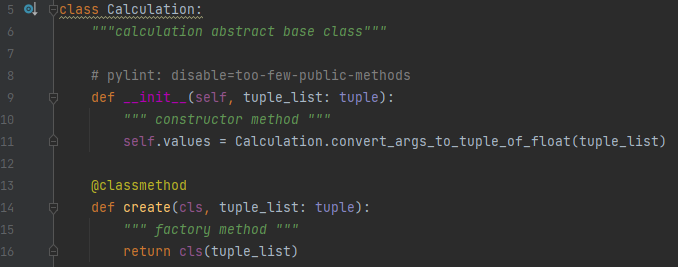 5 class Calculation:
6     """calculation abstract base class"""
7
8     # pylint: disable=too-few-public-methods
9     def __init__(self, tuple_list: tuple):
10         """ constructor method """
11         self.values = Calculation.convert_args_to_tuple_of_float(tuple_list)
12
13     @classmethod
14     def create(cls, tuple_list: tuple):
15         """ factory method """
16         return cls(tuple_list)